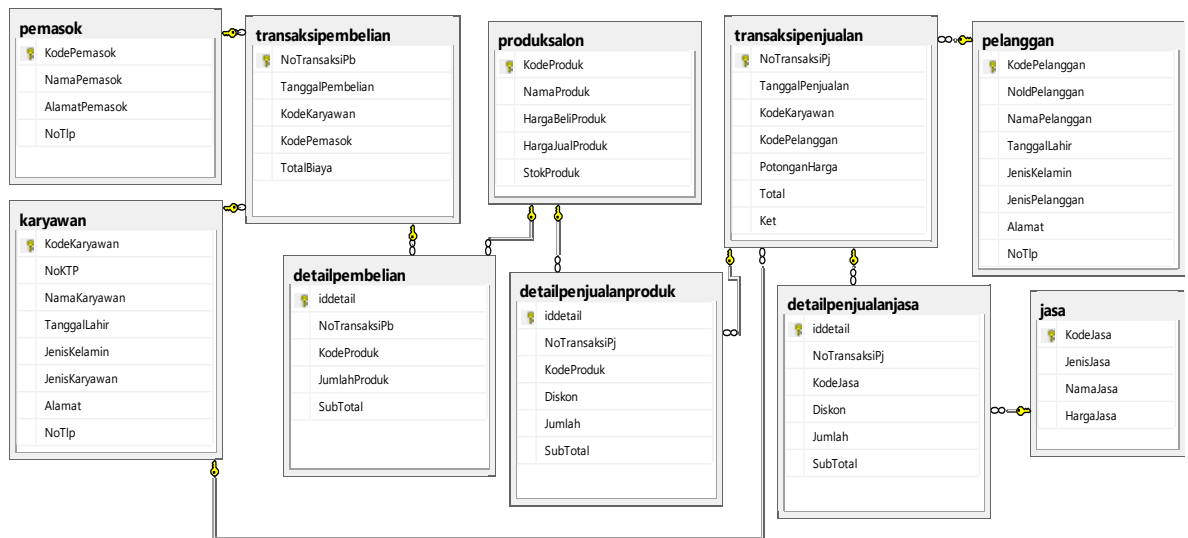 pemasok
KodePemasok
NamaPemasok
AlamatPemasok
NoTlp
transaksipembelian
NoTransaksiPb
TanggalPembelian
KodeKaryawan
KodePemasok
TotalBiaya
produksalon
KodeProduk
NamaProduk
HargaBeliProduk
HargaJualProduk
StokProduk
transaksipenjualan
NoTransaksiPj
TanggalPenjualan
KodeKaryawan
KodePelanggan
PotonganHarga
Total
Ket
pelanggan
KodePelanggan
NoIdPelanggan
NamaPelanggan
TanggalLahir
JenisKelamin
JenisPelanggan
Alamat
NoTlp
karyawan
KodeKaryawan
NoKTP
NamaKaryawan
TanggalLahir
JenisKelamin
JenisKaryawan
Alamat
NoTlp
detailpembelian
iddetail
NoTransaksiPb
KodeProduk
JumlahProduk
SubTotal
detailpenjualanproduk
iddetail
NoTransaksiPj
KodeProduk
Diskon
Jumlah
SubTotal
detailpenjualanjasa
iddetail
NoTransaksiPj
KodeJasa
Diskon
Jumlah
SubTotal
jasa
KodeJasa
JenisJasa
NamaJasa
HargaJasa